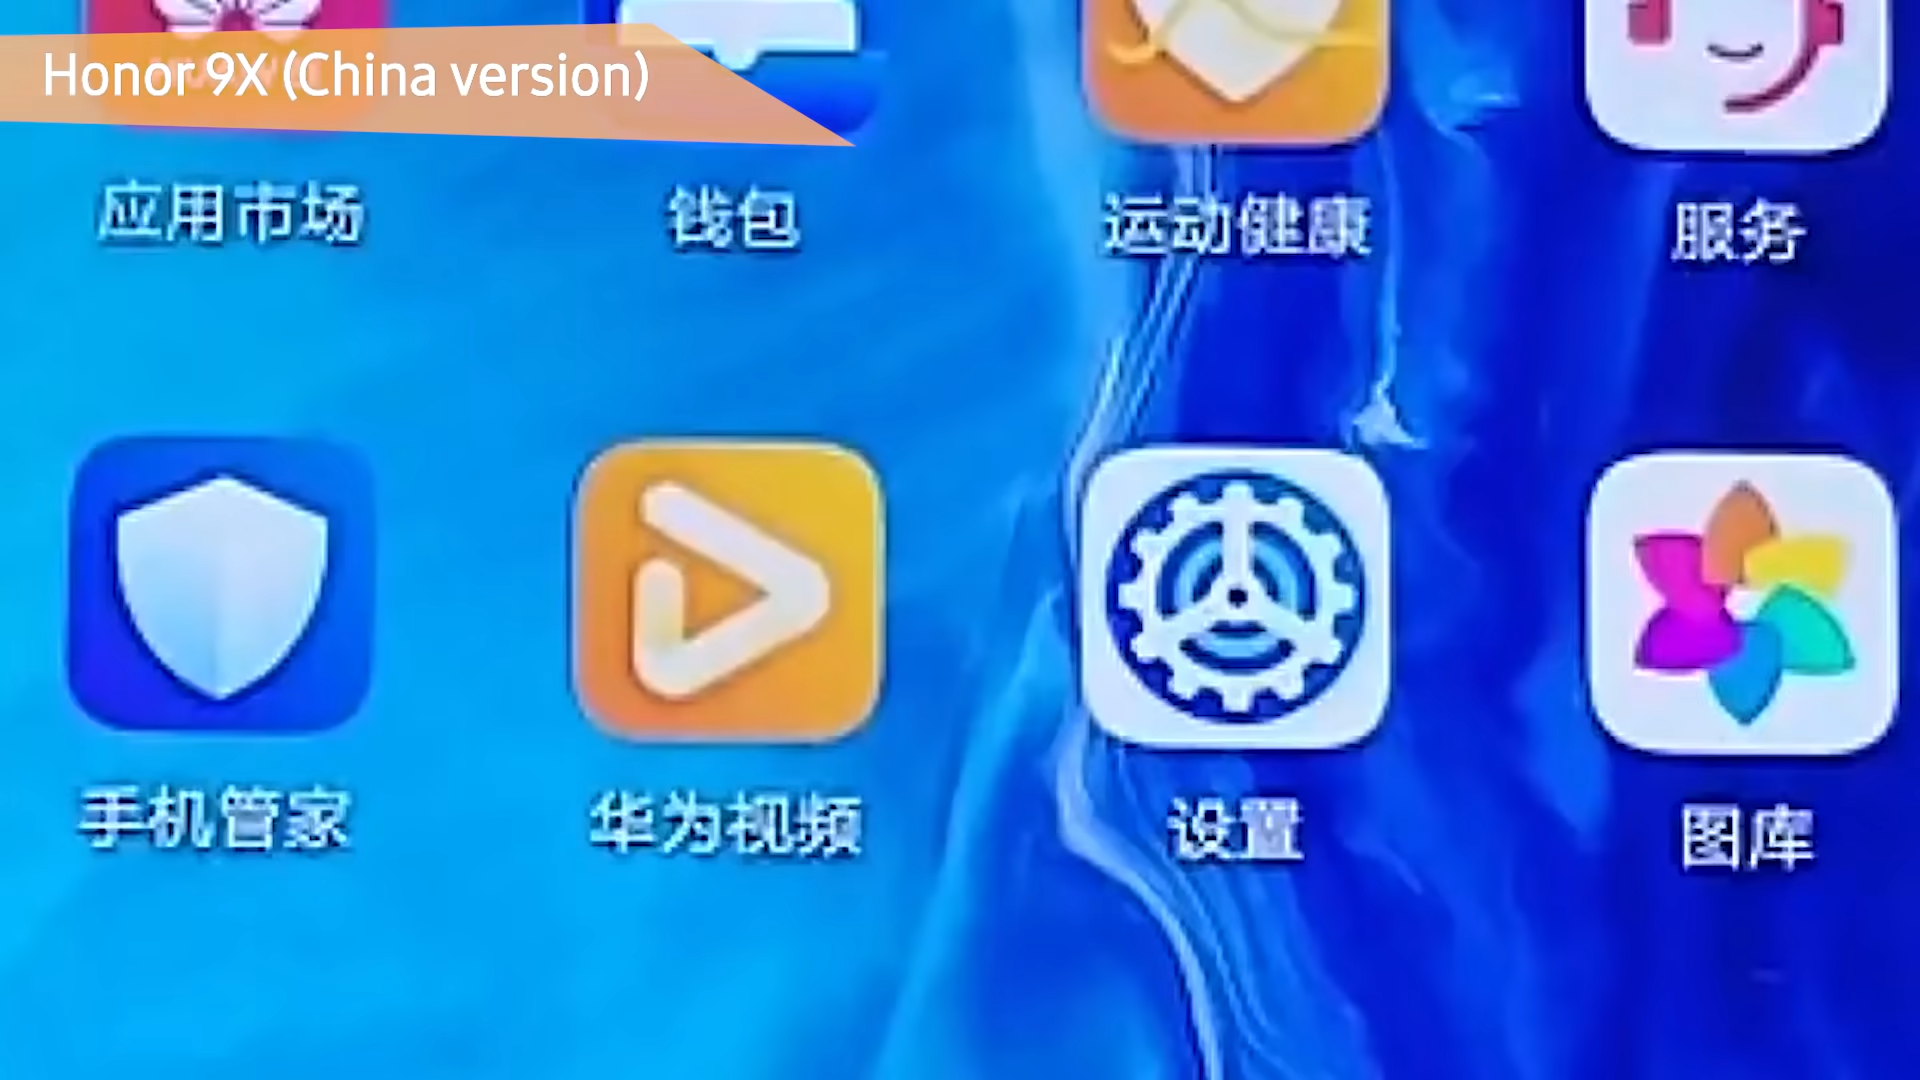 Honor 9X (China version)
应用市场 钱包 运动健康 服务
手机管家 华为视频 设置 图库